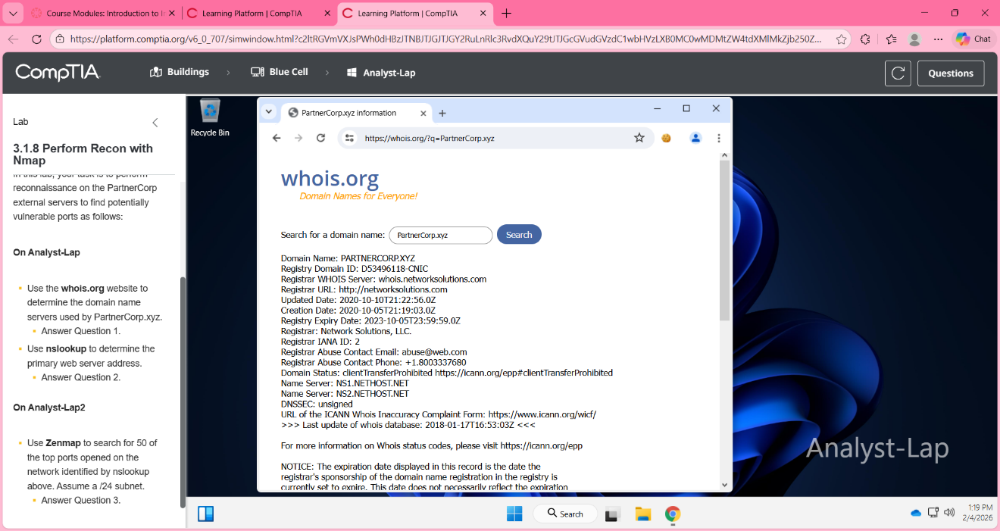 Course Modules: Introduction to In
Learning Platform | CompTIA
Learning Platform | CompTIA
Chat
CompTIA.
Buildings
Blue Cell
Analyst-Lap
Questions
Lab
3.1.8 Perform Recon with
Nmap
In this lab, your task is to perform
reconnaissance on the PartnerCorp
external servers to find potentially
vulnerable ports as follows:
On Analyst-Lap
Use the whois.org website to
determine the domain name
servers used by PartnerCorp.xyz.
Answer Question 1.
Use nslookup to determine the
primary web server address.
Answer Question 2.
On Analyst-Lap2
Use Zenmap to search for 50 of
the top ports opened on the
network identified by nslookup
above. Assume a /24 subnet.
Answer Question 3.
Recycle Bin
PartnerCorp.xyz information
https://whois.org/?q=PartnerCorp.xyz
whois.org
Domain Names for Everyone!
Search for a domain name: PartnerCorp.xyz Search
Domain Name: PARTNERCORP.XYZ
Registry Domain ID: D53496118-CNIC
Registrar WHOIS Server: whois.networksolutions.com
Registrar URL: http://networksolutions.com
Updated Date: 2020-10-10T21:22:56.0Z
Creation Date: 2020-10-05T21:19:03.0Z
Registry Expiry Date: 2023-10-05T23:59:59.0Z
Registrar: Network Solutions, LLC.
Registrar IANA ID: 2
Registrar Abuse Contact Email: abuse@web.com
Registrar Abuse Contact Phone: +1.8003337680
Domain Status: clientTransferProhibited https://icann.org/epp#clientTransferProhibited
Name Server: NS1.NETHOST.NET
Name Server: NS2.NETHOST.NET
DNSSEC: unsigned
URL of the ICANN Whois Inaccuracy Complaint Form: https://www.icann.org/wicf/
>>> Last update of whois database: 2018-01-17T16:53:03Z <<<
For more information on Whois status codes, please visit https://icann.org/epp
NOTICE: The expiration date displayed in this record is the date the
registrar's sponsorship of the domain name registration in the registry is
currently set to expire. This date does not necessarily reflect the expiration
Analyst-Lap
Search
1:19 PM
2/4/2026